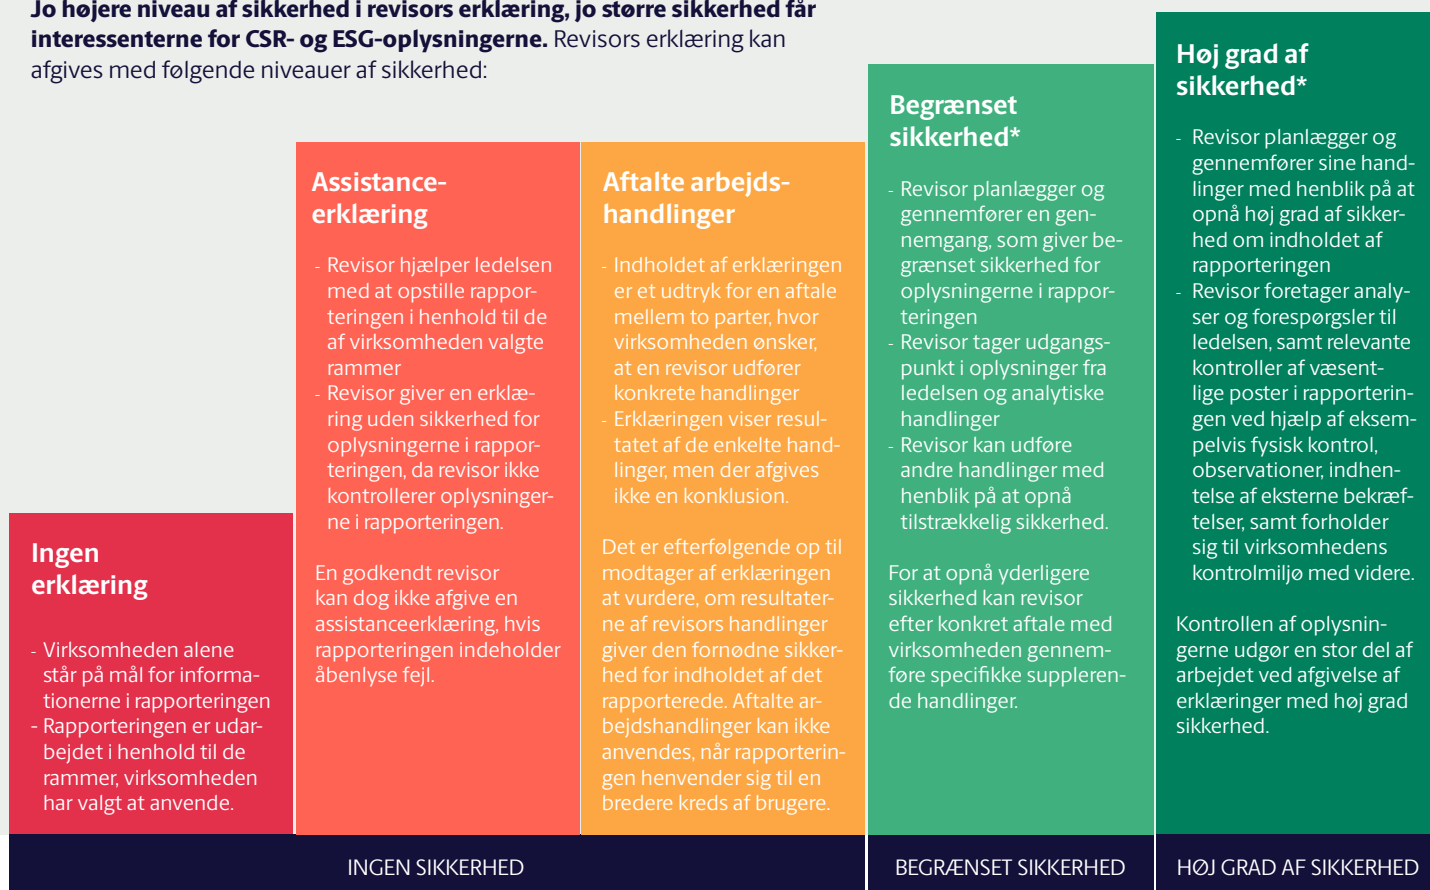 Jo højere niveau af sikkerhed i revisors erklæring, jo større sikkerhed får
interessenterne for CSR- og ESG-oplysningerne. Revisors erklæring kan
afgives med følgende niveauer af sikkerhed:
Ingen
erklæring
- Virksomheden alene
står på mål for informa-
tionerne i rapporteringen
- Rapporteringen er udar-
bejdet i henhold til de
rammer, virksomheden
har valgt at anvende.
Assistance-
erklæring
- Revisor hjælper ledelsen
med at opstille rappor-
teringen i henhold til de
af virksomheden valgte
rammer
- Revisor giver en erklæ-
ring uden sikkerhed for
oplysningerne i rappor-
teringen, da revisor ikke
kontrollerer oplysninger-
ne i rapporteringen.
En godkendt revisor
kan dog ikke afgive en
assistanceerklæring, hvis
rapporteringen indeholder
åbenlyse fejl.
Aftalte arbejds-
handlinger
- Indholdet af erklæringen
er et udtryk for en aftale
mellem to parter, hvor
virksomheden ønsker,
at en revisor udfører
konkrete handlinger
- Erklæringen viser resul-
tatet af de enkelte hand-
linger, men der afgives
ikke en konklusion.
Det er efterfølgende op til
modtager af erklæringen
at vurdere, om resultater-
ne af revisors handlinger
giver den fornødne sikker-
hed for indholdet af det
rapporterede. Aftalte ar-
bejdshandlinger kan ikke
anvendes, når rapporterin-
gen henvender sig til en
bredere kreds af brugere.
Begrænset
sikkerhed*
- Revisor planlægger og
gennemfører en gen-
nemgang, som giver be-
grænset sikkerhed for
oplysningerne i rappor-
teringen
- Revisor tager udgangs-
punkt i oplysninger fra
ledelsen og analytiske
handlinger
- Revisor kan udføre
andre handlinger med
henblik på at opnå
tilstrækkelig sikkerhed.
For at opnå yderligere
sikkerhed kan revisor
efter konkret aftale med
virksomheden gennem-
føre specifikke suppleren-
de handlinger.
Høj grad af
sikkerhed*
- Revisor planlægger og
gennemfører sine hand-
linger med henblik på at
opnå høj grad af sikker-
hed om indholdet af
rapporteringen
- Revisor foretager analy-
ser og forespørgsler til
ledelsen, samt relevante
kontroller af væsent-
lige poster i rapporterin-
gen ved hjælp af eksem-
pelvis fysisk kontrol,
observationer, indhen-
telse af eksterne bekræf-
telser, samt forholder
sig til virksomhedens
kontrolmiljø med videre.
Kontrollen af oplysnin-
gerne udgør en stor del af
arbejdet ved afgivelse af
erklæringer med høj grad
sikkerhed.
INGEN SIKKERHED
BEGRÆNSET SIKKERHED
HØJ GRAD AF SIKKERHED